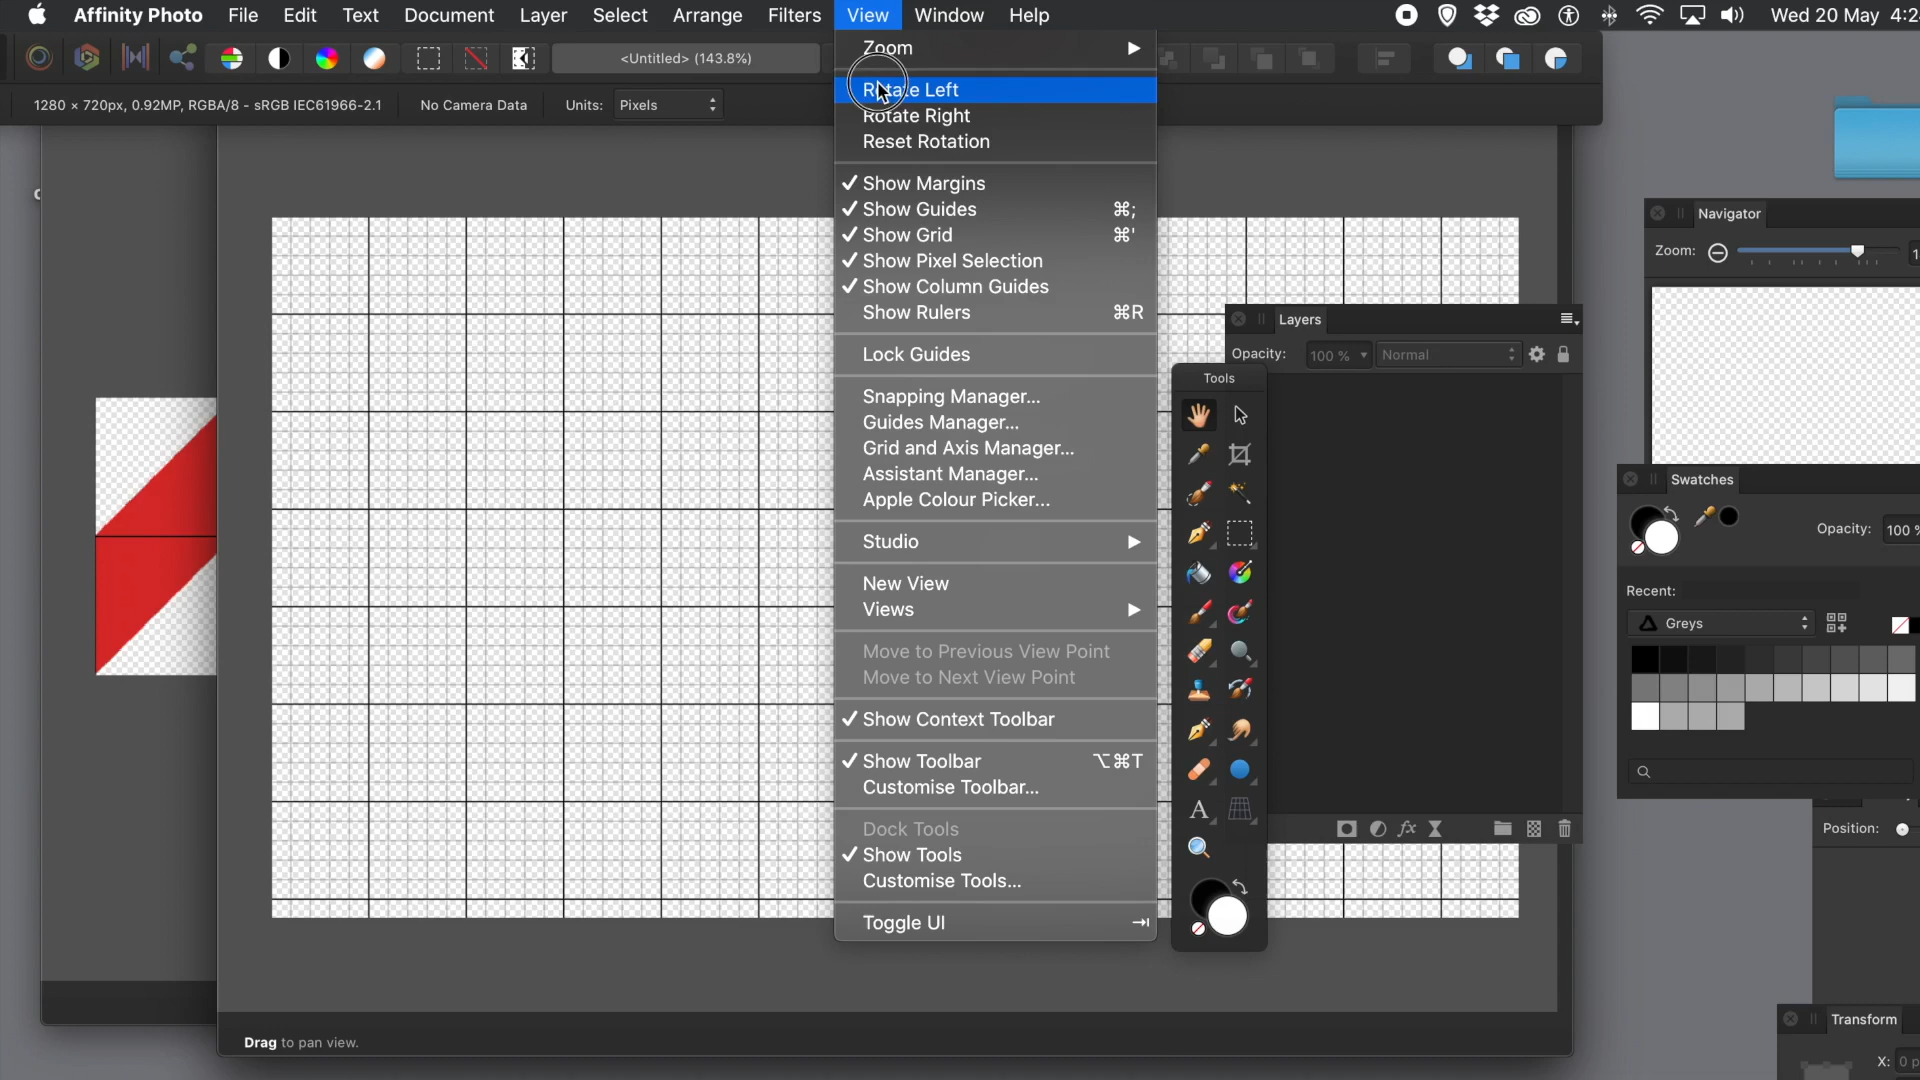 Affinity Photo File Edit Text Document Layer Select Arrange Filters View Window Help Wed 20 May
<Untitled> (143.8%)
1280 × 720px, 0.92MP, RGBA/8 - sRGB IEC61966-2.1 No Camera Data Units: Pixels
Zoom
Rotate Left
Rotate Right
Reset Rotation
Show Margins
Show Guides ⌘;
Show Grid ⌘'
Show Pixel Selection
Show Column Guides
Show Rulers ⌘R
Lock Guides
Snapping Manager...
Guides Manager...
Grid and Axis Manager...
Assistant Manager...
Apple Colour Picker...
Studio
New View
Views
Move to Previous View Point
Move to Next View Point
Show Context Toolbar
Show Toolbar ⌥⌘T
Customise Toolbar...
Dock Tools
Show Tools
Customise Tools...
Toggle UI
Layers
Opacity: 100 % Normal
Tools
Navigator
Zoom:
Swatches
Opacity: 100 %
Recent:
Greys
Position:
Transform
X: 0 p
Drag to pan view.